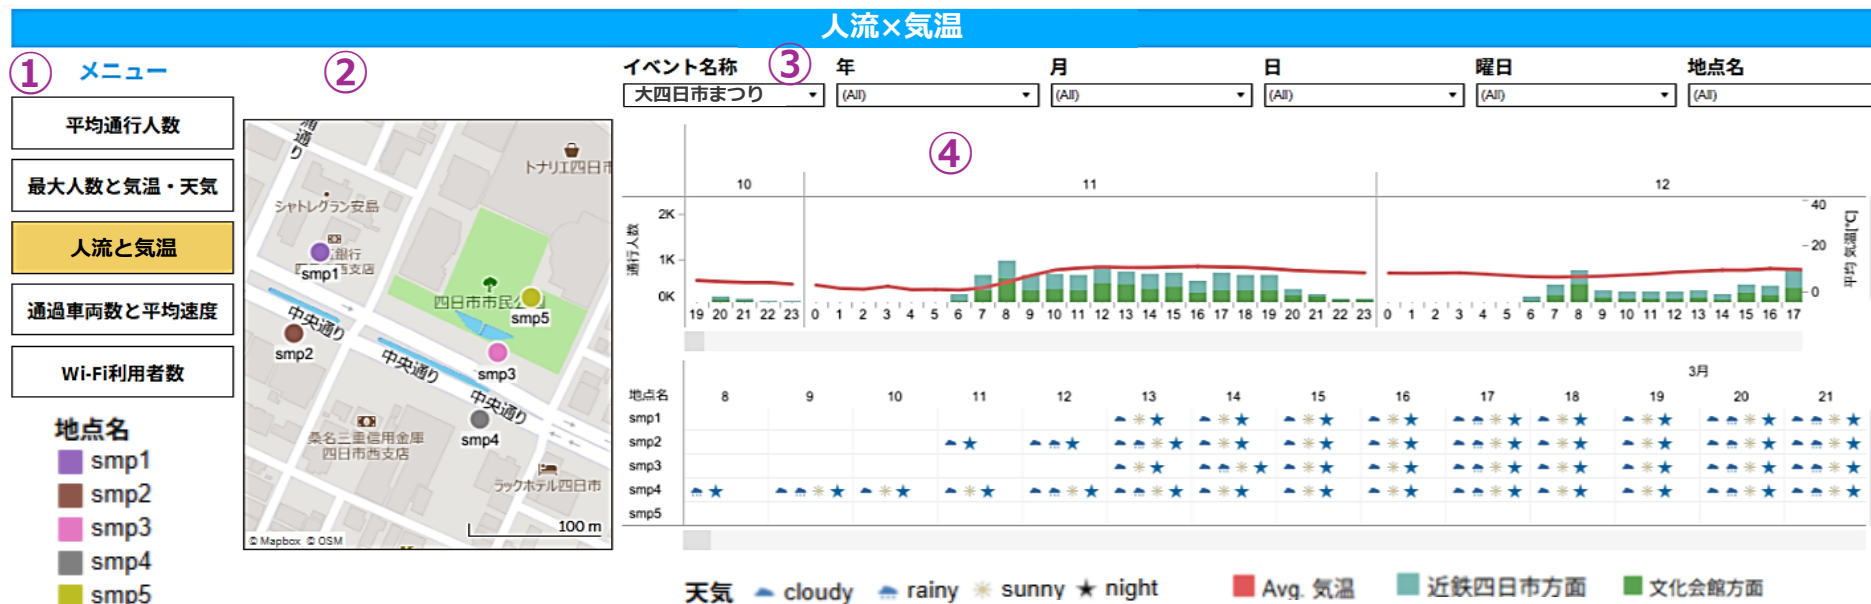 人流×気温
① メニュー
平均通行人数
最大人数と気温・天気
人流と気温
通過車両数と平均速度
Wi-Fi利用者数
地点名
smp1
smp2
smp3
smp4
smp5
②
トナリエ四日市
シャトレグラン安島
銀行
西支店
smp1
四日市市民公園
smp5
中央通り
smp2
中央通り
smp3
中央通り
smp4
桑名三重信用金庫
四日市西支店
ラックホテル四日市
100 m
© Mapbox © OSM
③
イベント名称 年 月 日 曜日 地点名
大四日市まつり (All) (All) (All) (All) (All)
④
10 11 12
通行人数
2K
1K
0K
40
20
0
平均 気温[℃]
19 20 21 22 23 0 1 2 3 4 5 6 7 8 9 10 11 12 13 14 15 16 17 18 19 20 21 22 23 0 1 2 3 4 5 6 7 8 9 10 11 12 13 14 15 16 17
3月
地点名 8 9 10 11 12 13 14 15 16 17 18 19 20 21
smp1
smp2
smp3
smp4
smp5
天気 cloudy rainy sunny night Avg. 気温 近鉄四日市方面 文化会館方面